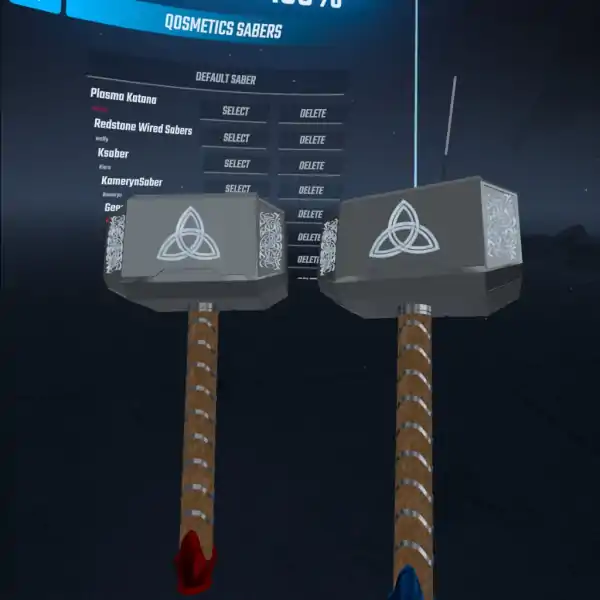 QOSMETICS SABERS
DEFAULT SABER
Plasma Katana
SELECT DELETE
Redstone Wired Sabers
SELECT DELETE
Ksaber
SELECT DELETE
KamerynSaber
SELECT DELETE
DELETE